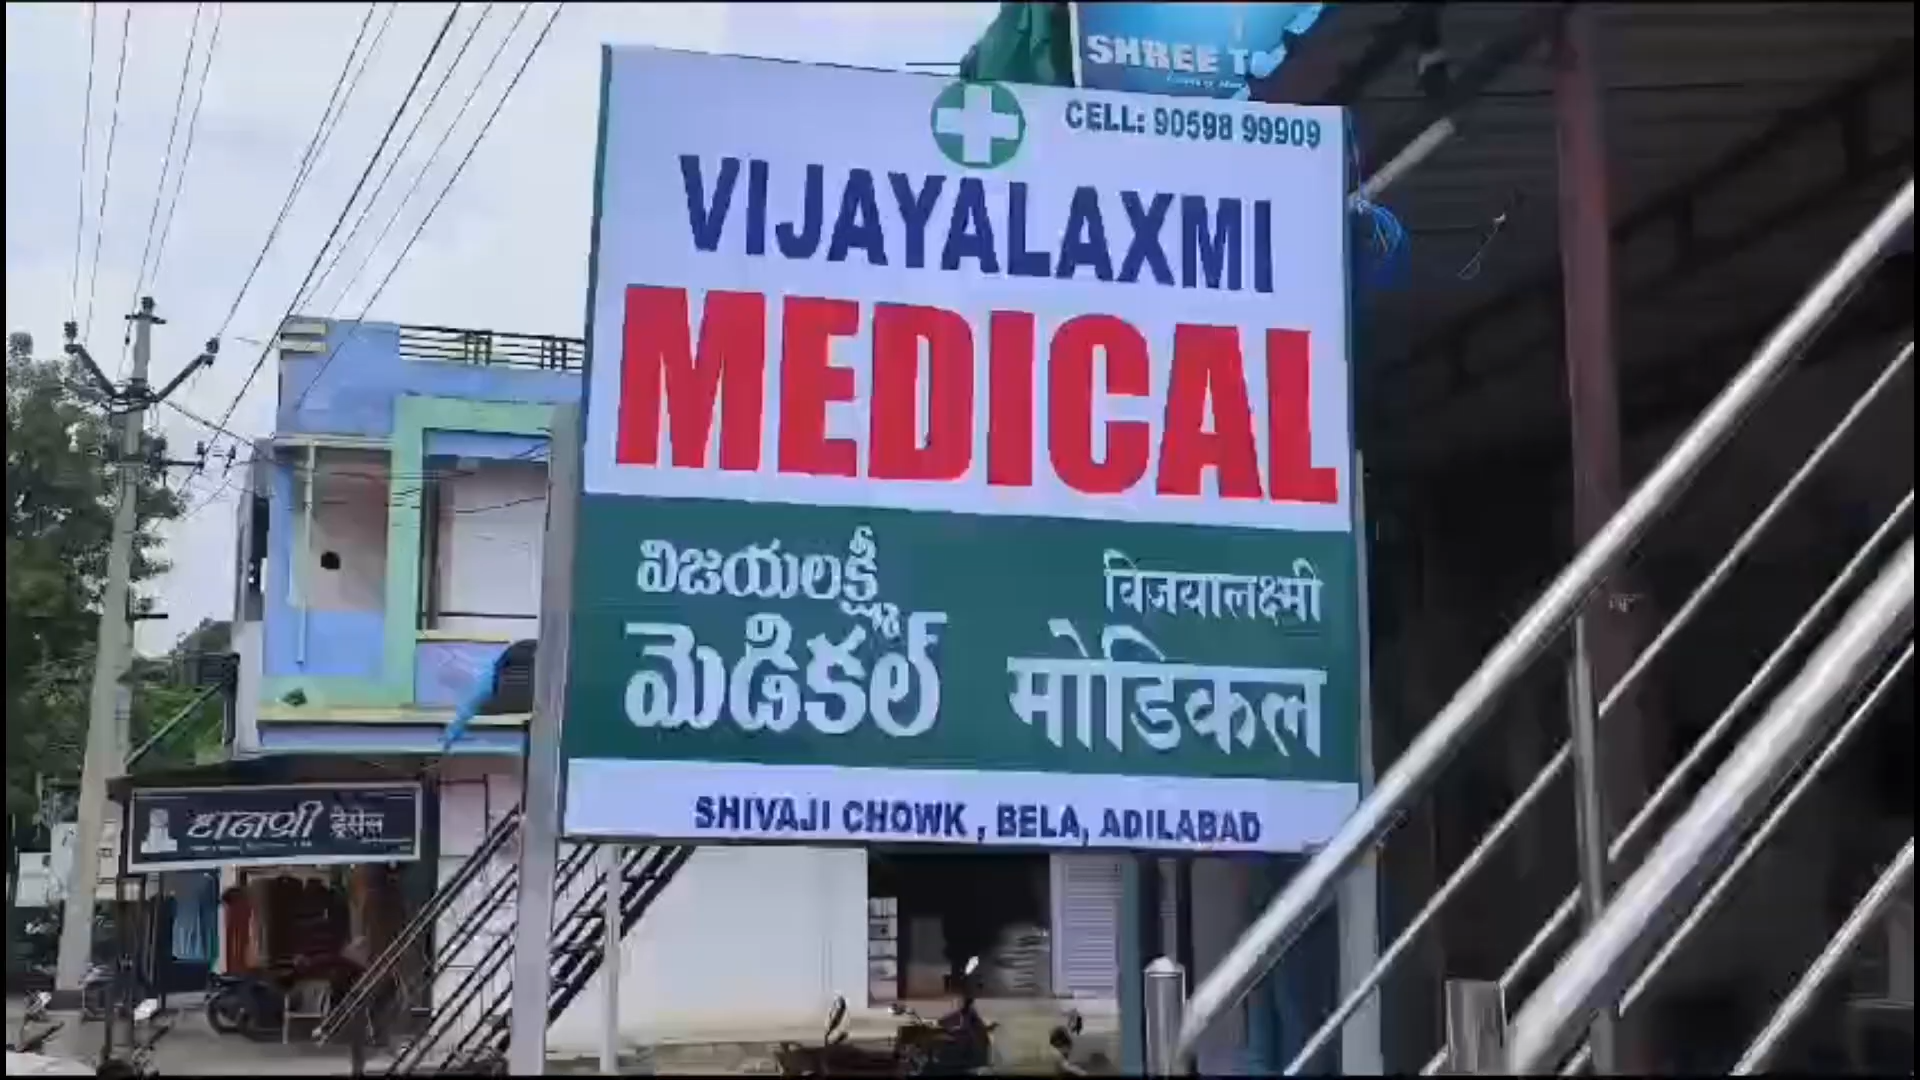 SHREE
CELL: 90598 99909
VIJAYALAXMI
MEDICAL
విజయలక్ష్మీ
మెడికల్
विजयालक्ष्मी
मोडिकल
SHIVAJI CHOWK, BELA, ADILABAD